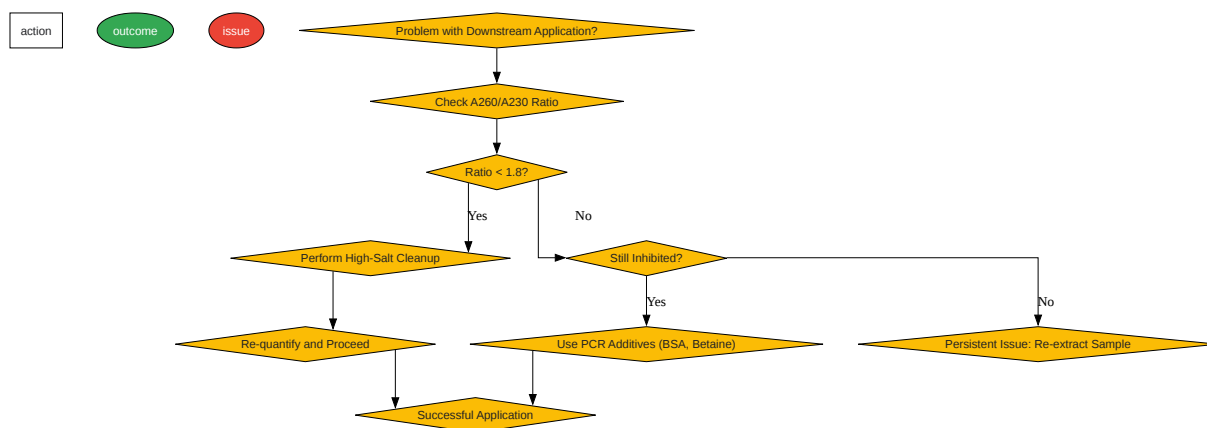 action
outcome
issue
Problem with Downstream Application?
Check A260/A230 Ratio
Ratio < 1.8?
Yes
No
Perform High-Salt Cleanup
Still Inhibited?
Yes
No
Re-quantify and Proceed
Use PCR Additives (BSA, Betaine)
Persistent Issue: Re-extract Sample
Successful Application